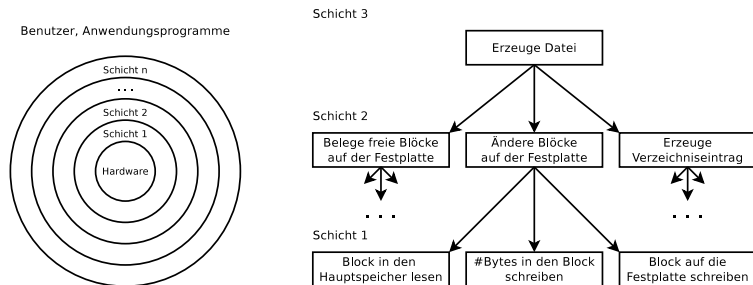 Benutzer, Anwendungsprogramme
Schicht n
...
Schicht 2
Schicht 1
Hardware
Schicht 3
Erzeuge Datei
Schicht 2
Belege freie Blöcke
auf der Festplatte
Ändere Blöcke
auf der Festplatte
Erzeuge
Verzeichniseintrag
...
...
Schicht 1
Block in den
Hauptspeicher lesen
#Bytes in den Block
schreiben
Block auf die
Festplatte schreiben